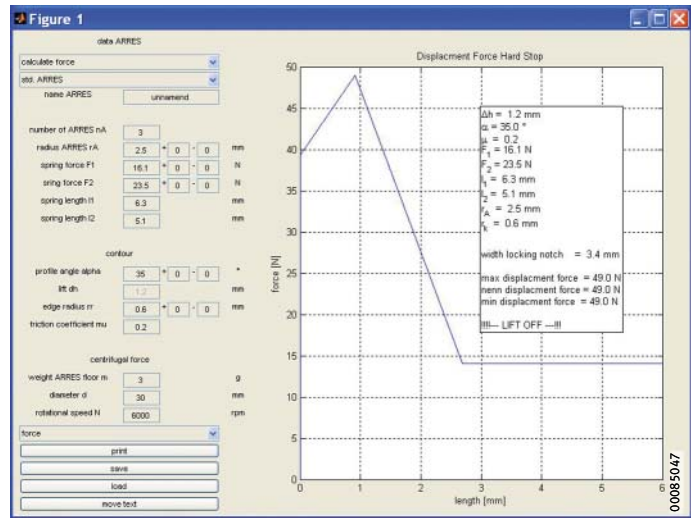 Figure 1
data ARRES
calculate force
std. ARRES
name ARRES unnamend
number of ARRES nA 3
radius ARRES rA 2.5 + 0 - 0 mm
spring force F1 16.1 + 0 - 0 N
sring force F2 23.5 + 0 - 0 N
spring length l1 6.3 mm
spring length l2 5.1 mm
contour
profile angle alpha 35 + 0 - 0 °
lift dh 1.2 mm
edge radius rr 0.6 + 0 - 0 mm
friction coefficient mu 0.2
centrifugal force
weight ARRES floor m 3 g
diameter d 30 mm
rotational speed N 6000 rpm
force
print
save
load
move text
Displacment Force Hard Stop
50
45
40
35
30
25
20
15
10
5
0
force [N]
Δh = 1.2 mm
α = 35.0 °
μ = 0.2
F1 = 16.1 N
F2 = 23.5 N
l1 = 6.3 mm
l2 = 5.1 mm
rA = 2.5 mm
rk = 0.6 mm
width locking notch = 3.4 mm
max displacment force = 49.0 N
nenn displacment force = 49.0 N
min displacment force = 49.0 N
!!!!--- LIFT OFF ---!!!
0 1 2 3 4 5 6
length [mm]
00085047